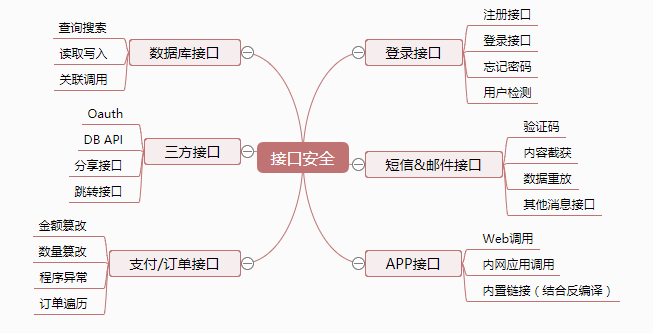 接口安全
数据库接口
查询搜索
读取写入
关联调用
三方接口
Oauth
DB API
分享接口
跳转接口
支付/订单接口
金额篡改
数量篡改
程序异常
订单遍历
登录接口
注册接口
登录接口
忘记密码
用户检测
短信&邮件接口
验证码
内容截获
数据重放
其他消息接口
APP接口
Web调用
内网应用调用
内置链接（结合反编译）